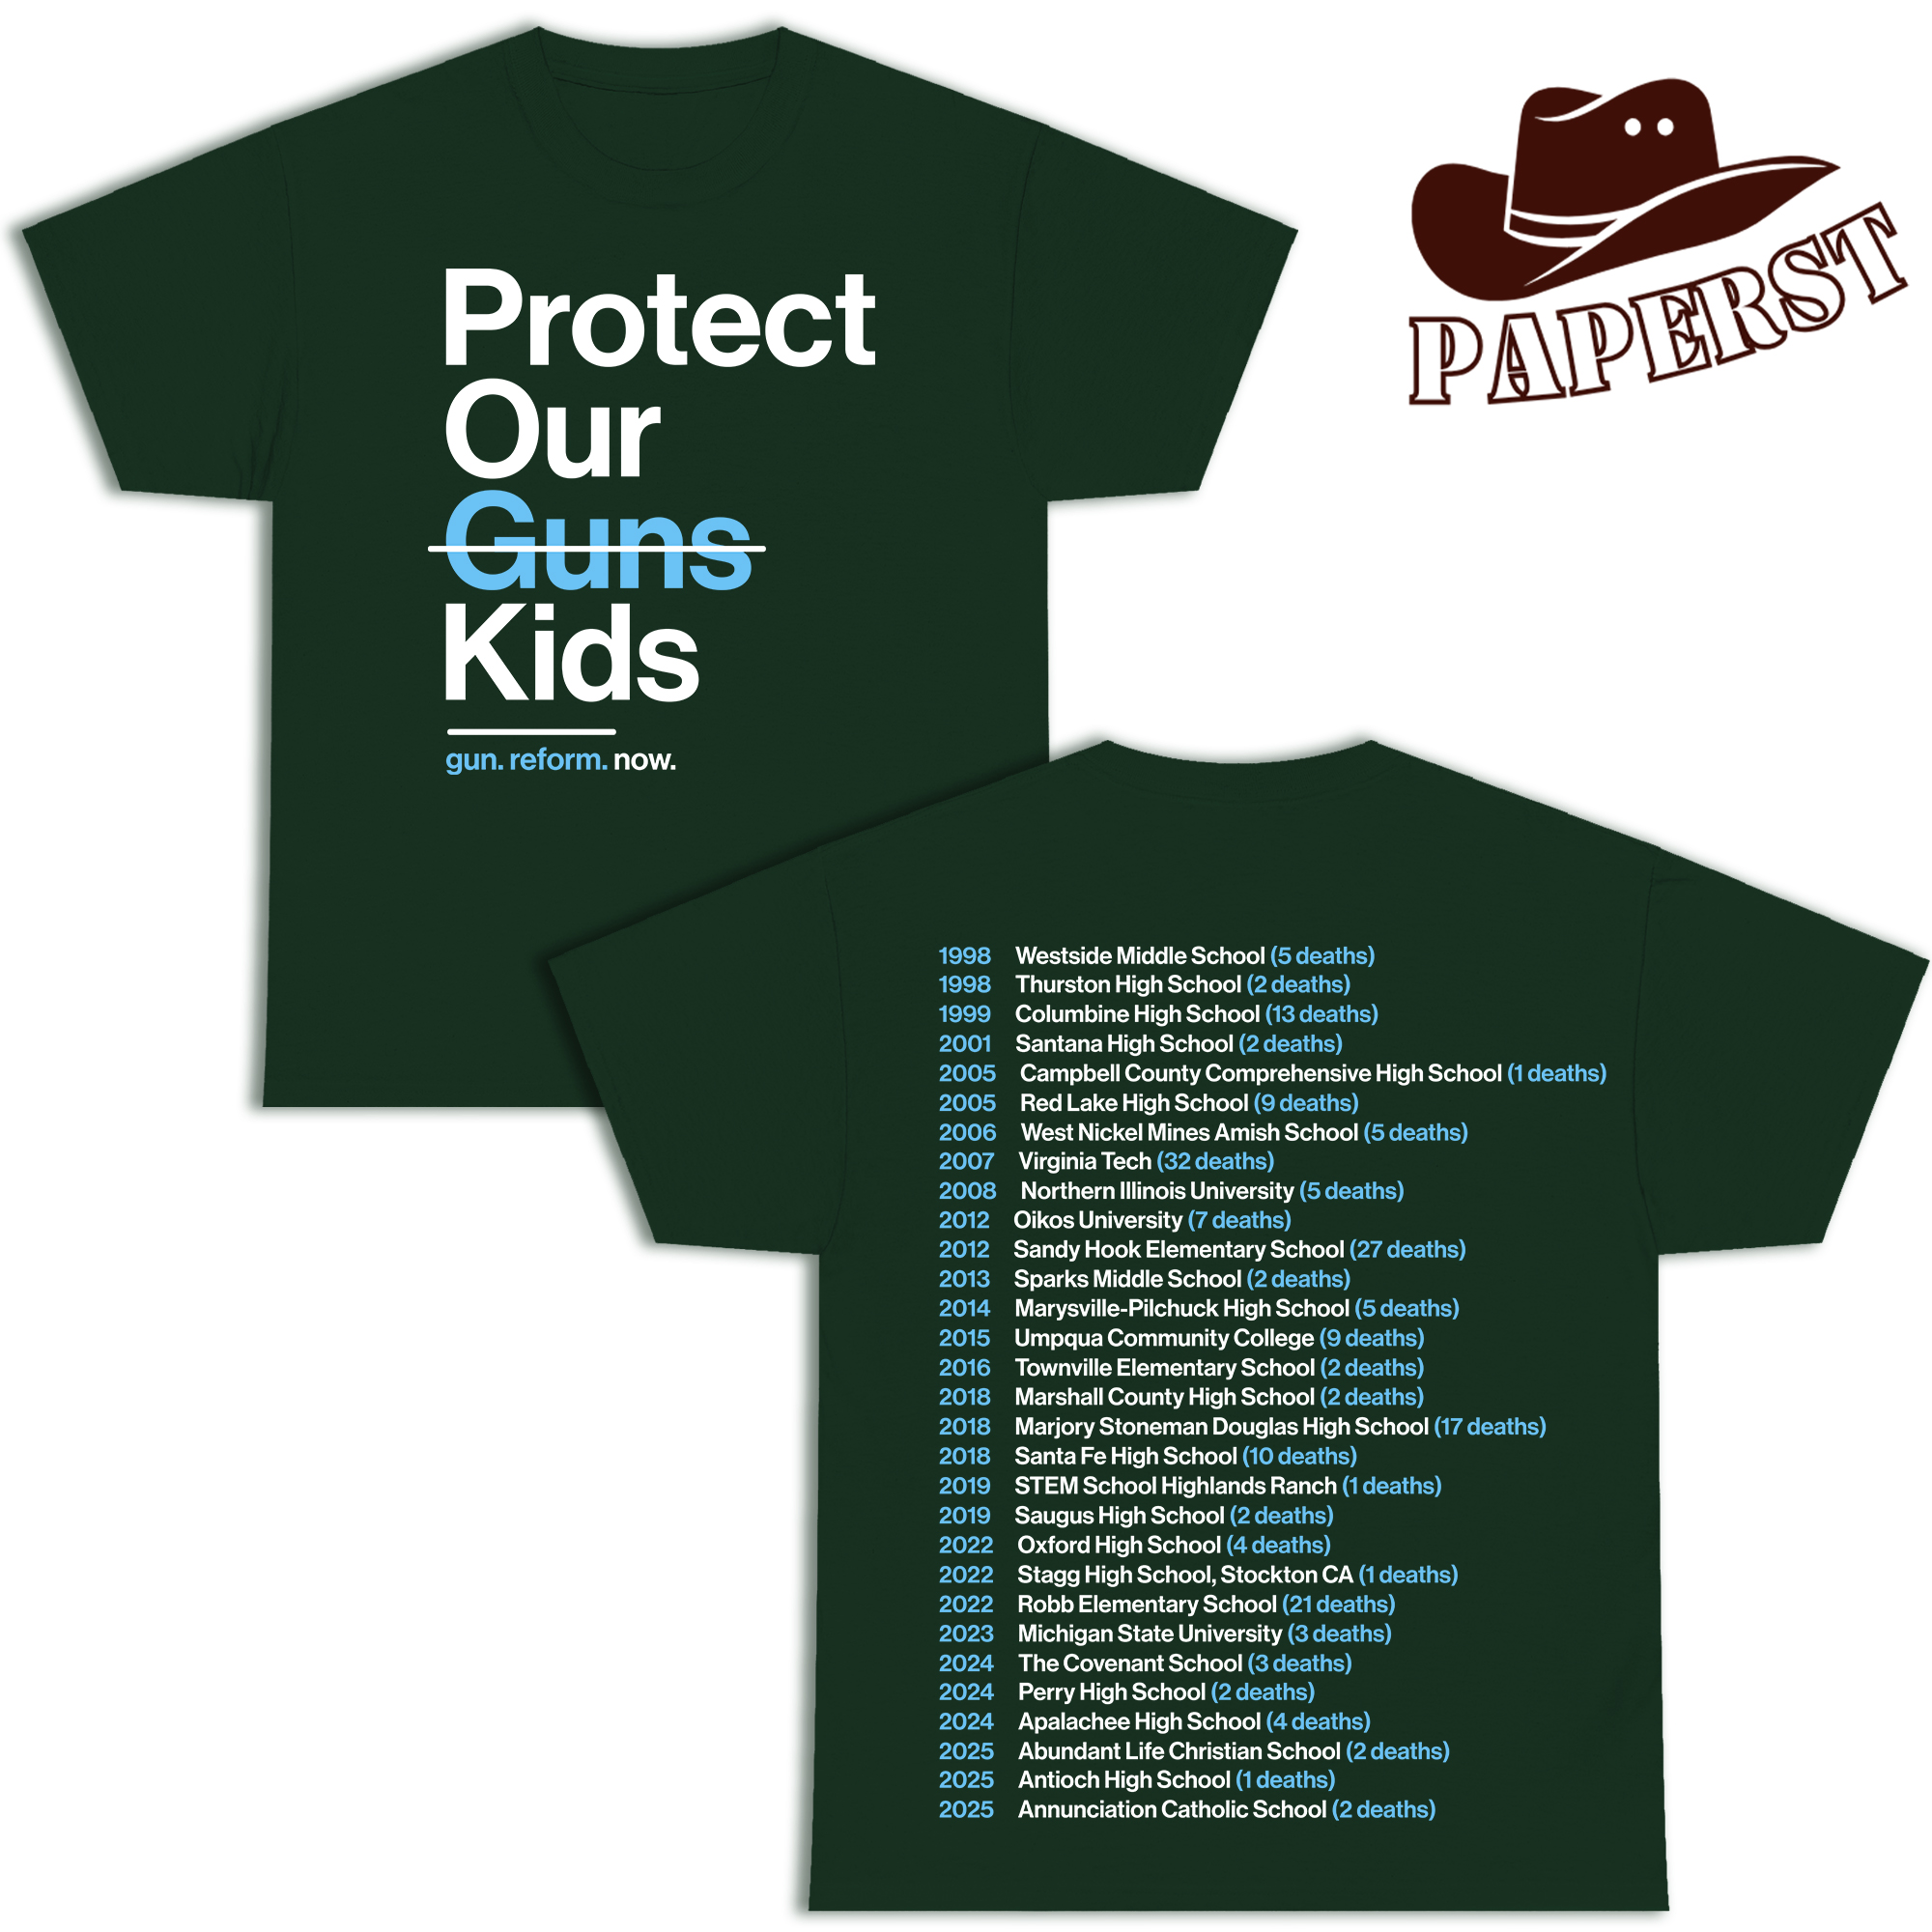 Protect
Our
Guns
Kids
gun. reform. now.
PAPERST
1998 Westside Middle School (5 deaths)
1998 Thurston High School (2 deaths)
1999 Columbine High School (13 deaths)
2001 Santana High School (2 deaths)
2005 Campbell County Comprehensive High School (1 deaths)
2005 Red Lake High School (9 deaths)
2006 West Nickel Mines Amish School (5 deaths)
2007 Virginia Tech (32 deaths)
2008 Northern Illinois University (5 deaths)
2012 Oikos University (7 deaths)
2012 Sandy Hook Elementary School (27 deaths)
2013 Sparks Middle School (2 deaths)
2014 Marysville-Pilchuck High School (5 deaths)
2015 Umpqua Community College (9 deaths)
2016 Townville Elementary School (2 deaths)
2018 Marshall County High School (2 deaths)
2018 Marjory Stoneman Douglas High School (17 deaths)
2018 Santa Fe High School (10 deaths)
2019 STEM School Highlands Ranch (1 deaths)
2019 Saugus High School (2 deaths)
2022 Oxford High School (4 deaths)
2022 Stagg High School, Stockton CA (1 deaths)
2022 Robb Elementary School (21 deaths)
2023 Michigan State University (3 deaths)
2024 The Covenant School (3 deaths)
2024 Perry High School (2 deaths)
2024 Apalachee High School (4 deaths)
2025 Abundant Life Christian School (2 deaths)
2025 Antioch High School (1 deaths)
2025 Annunciation Catholic School (2 deaths)